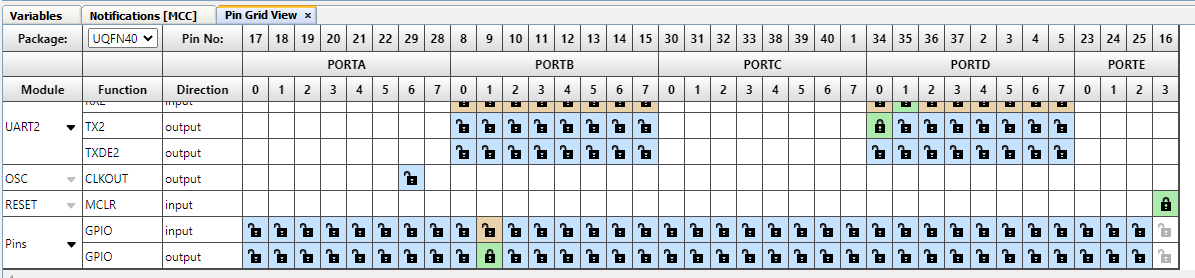 Variables Notifications [MCC] Pin Grid View ×
Package: UQFN40 Pin No: 17 18 19 20 21 22 29 28 8 9 10 11 12 13 14 15 30 31 32 33 38 39 40 1 34 35 36 37 2 3 4 5 23 24 25 16
PORTA PORTB PORTC PORTD PORTE
Module Function Direction 0 1 2 3 4 5 6 7 0 1 2 3 4 5 6 7 0 1 2 3 4 5 6 7 0 1 2 3 4 5 6 7 0 1 2 3
RX2 input
UART2 TX2 output
TXDE2 output
OSC CLKOUT output
RESET MCLR input
Pins GPIO input
GPIO output